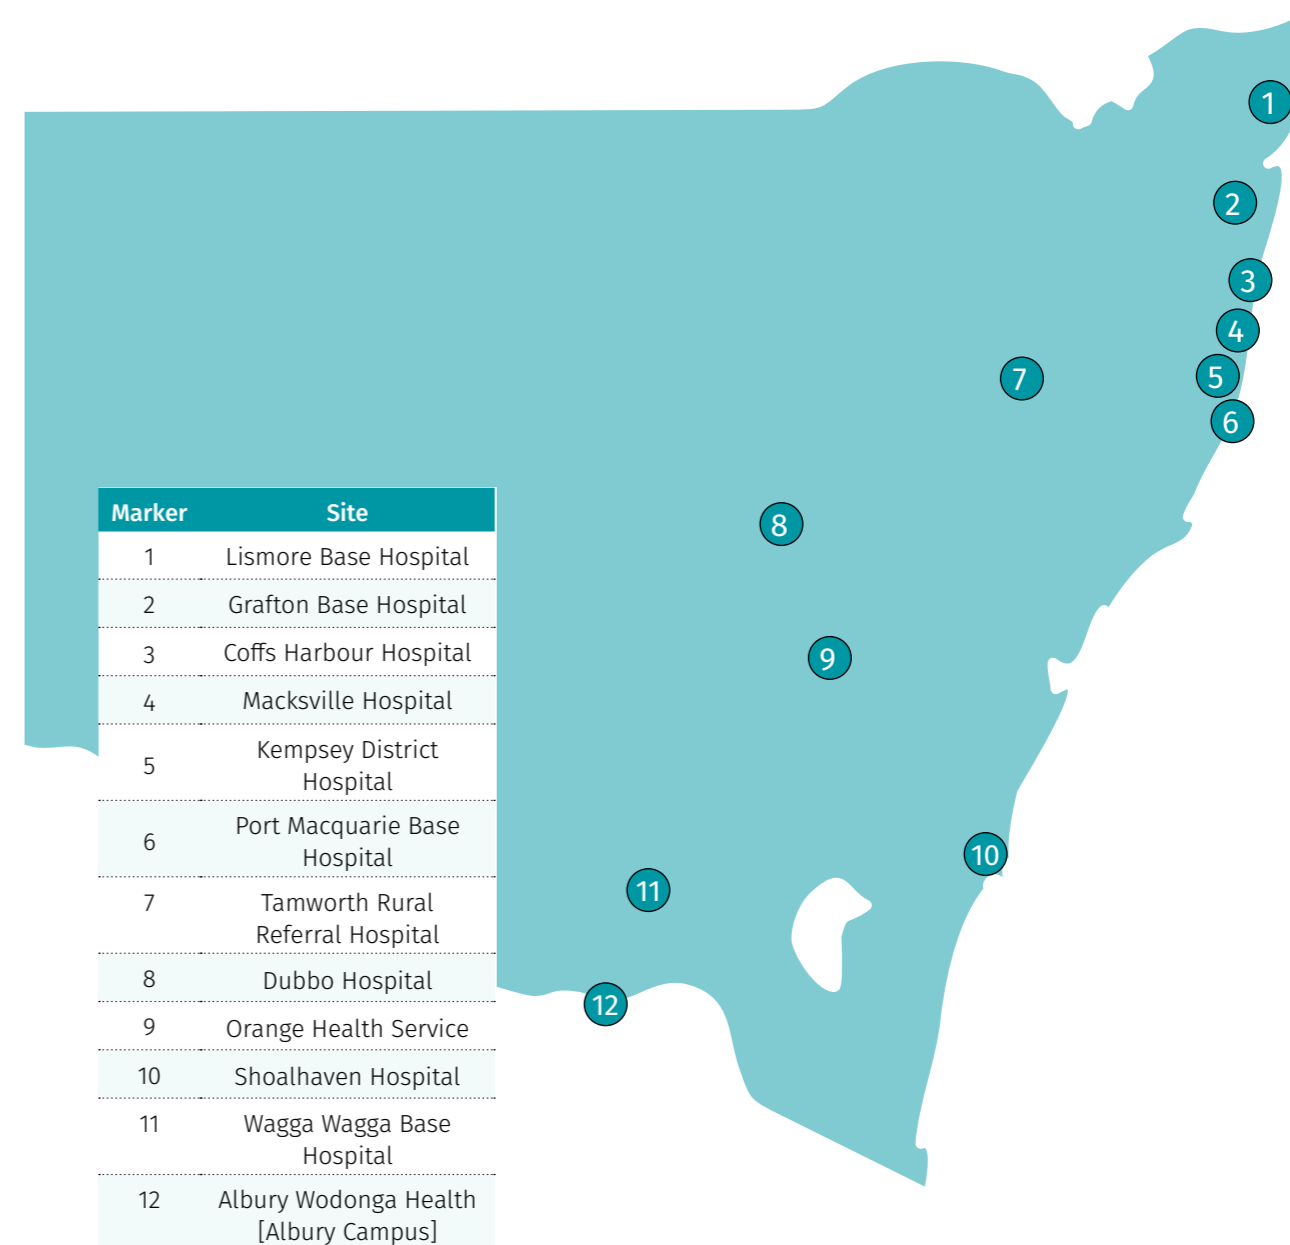 1
2
3
4
5
6
7
8
9
10
11
12
Marker Site
1 Lismore Base Hospital
2 Grafton Base Hospital
3 Coffs Harbour Hospital
4 Macksville Hospital
5 Kempsey District
Hospital
6 Port Macquarie Base
Hospital
7 Tamworth Rural
Referral Hospital
8 Dubbo Hospital
9 Orange Health Service
10 Shoalhaven Hospital
11 Wagga Wagga Base
Hospital
12 Albury Wodonga Health
[Albury Campus]